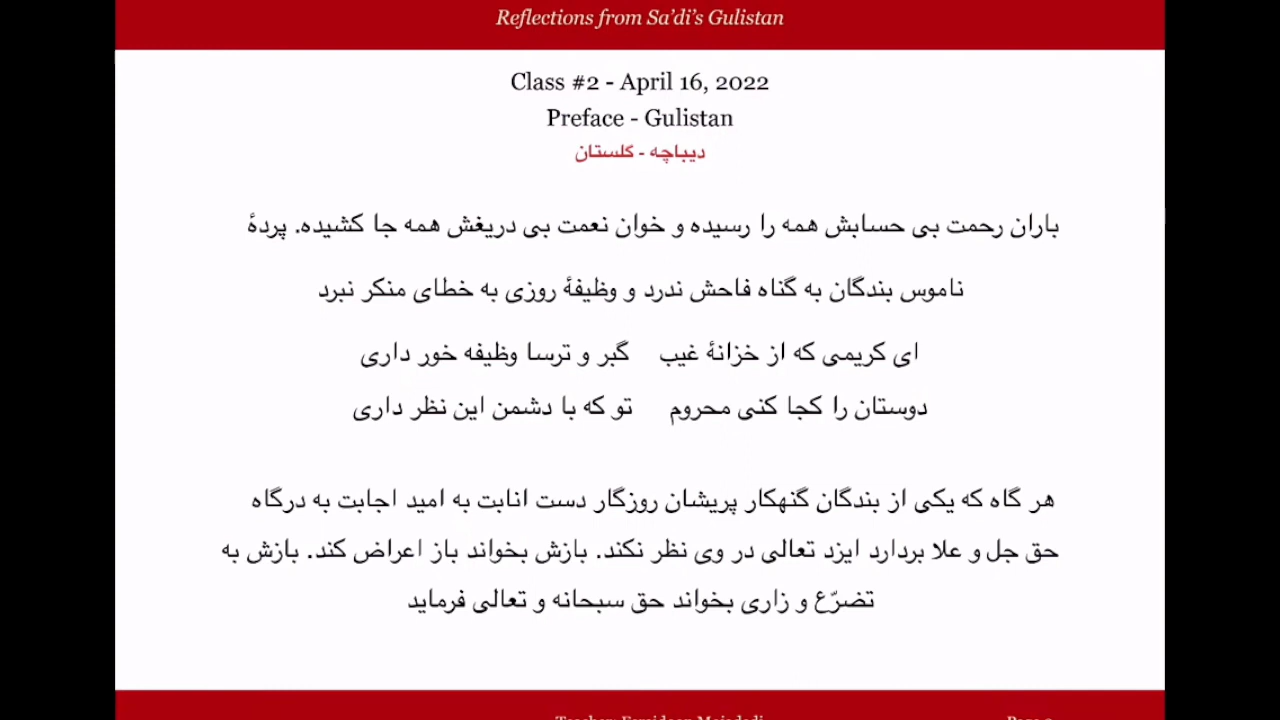 Reflections from Sa’di’s Gulistan
Class #2 - April 16, 2022
Preface - Gulistan
دیباچه - گلستان
باران رحمت بی حسابش همه را رسیده و خوان نعمت بی دریغش همه جا کشیده. پردهٔ
ناموس بندگان به گناه فاحش ندرد و وظیفهٔ روزی به خطای منکر نبرد
ای کریمی که از خزانهٔ غیب گبر و ترسا وظیفه خور داری
دوستان را کجا کنی محروم تو که با دشمن این نظر داری
هر گاه که یکی از بندگان گنهکار پریشان روزگار دست انابت به امید اجابت به درگاه
حق جل و علا بردارد ایزد تعالی در وی نظر نکند. بازش بخواند باز اعراض کند. بازش به
تضرّع و زاری بخواند حق سبحانه و تعالی فرماید